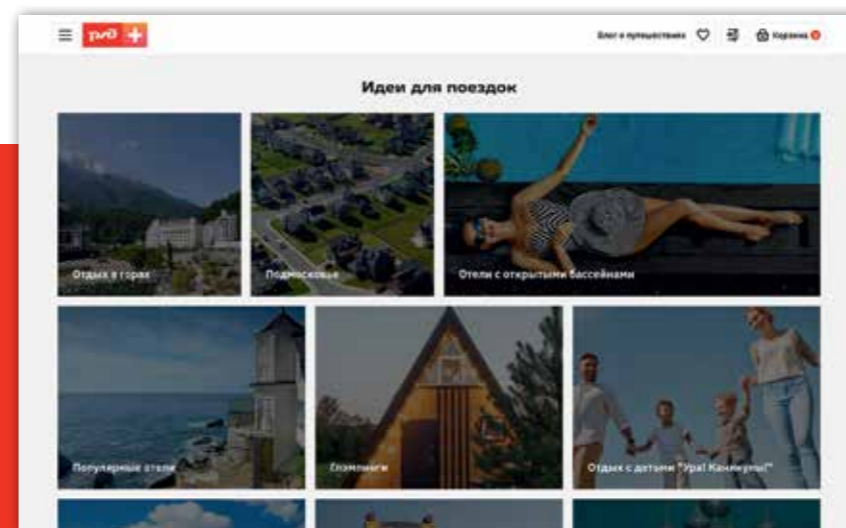 ржд +
Блог о путешествиях
Корзина
Идеи для поездок
Отдых в горах
Подмосковье
Отели с открытыми бассейнами
Популярные отели
Глэмпинги
Отдых с детьми "Ура! Каникулы!"